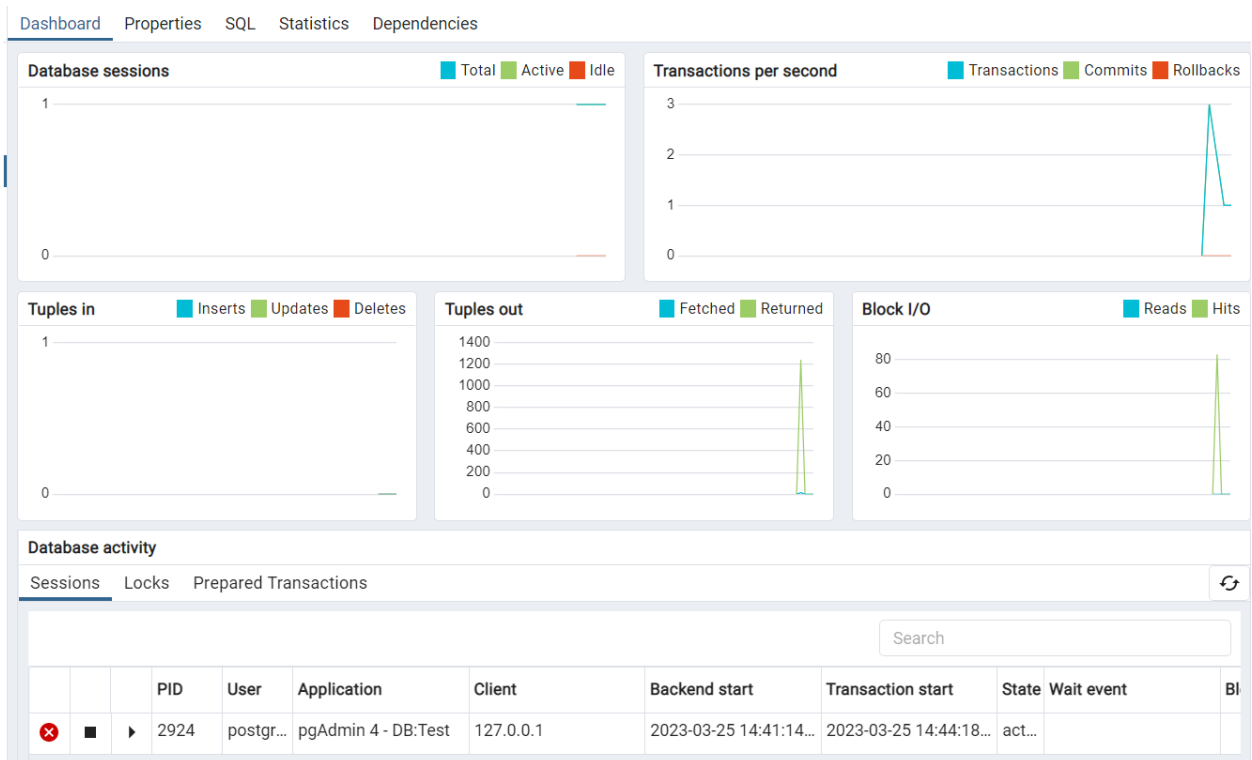 Dashboard Properties SQL Statistics Dependencies
Database sessions Total Active Idle
1
0
Transactions per second Transactions Commits Rollbacks
3
2
1
0
Tuples in Inserts Updates Deletes
1
0
Tuples out Fetched Returned
1400
1200
1000
800
600
400
200
0
Block I/O Reads Hits
80
60
40
20
0
Database activity
Sessions Locks Prepared Transactions
Search
PID User Application Client Backend start Transaction start State Wait event Bl
2924 postgr... pgAdmin 4 - DB:Test 127.0.0.1 2023-03-25 14:41:14... 2023-03-25 14:44:18... act...